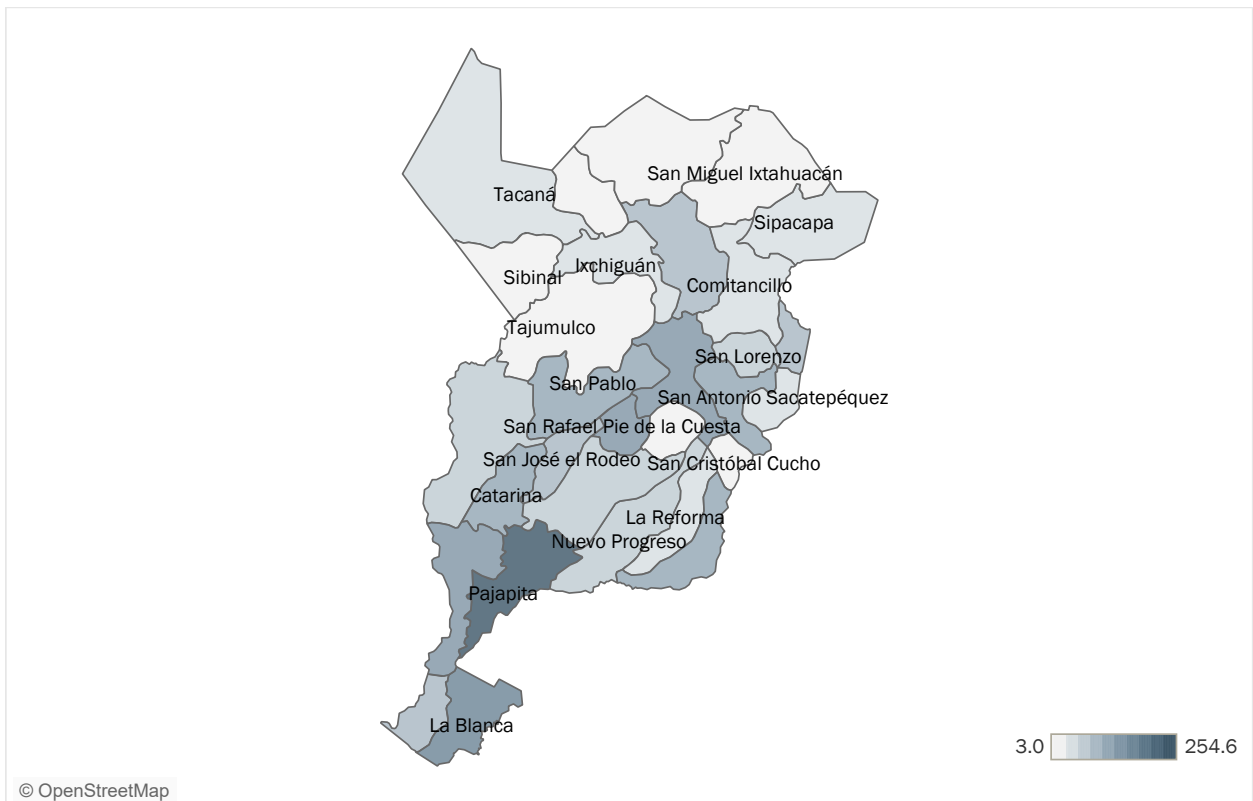 San Miguel Ixtahuacán
Tacaná
Sipacapa
Ixchiguán
Sibinal
Comitancillo
Tajumulco
San Lorenzo
San Pablo
San Antonio Sacatepéquez
San Rafael Pie de la Cuesta
San José el Rodeo
San Cristóbal Cucho
Catarina
La Reforma
Nuevo Progreso
Pajapita
La Blanca
3.0 254.6
© OpenStreetMap